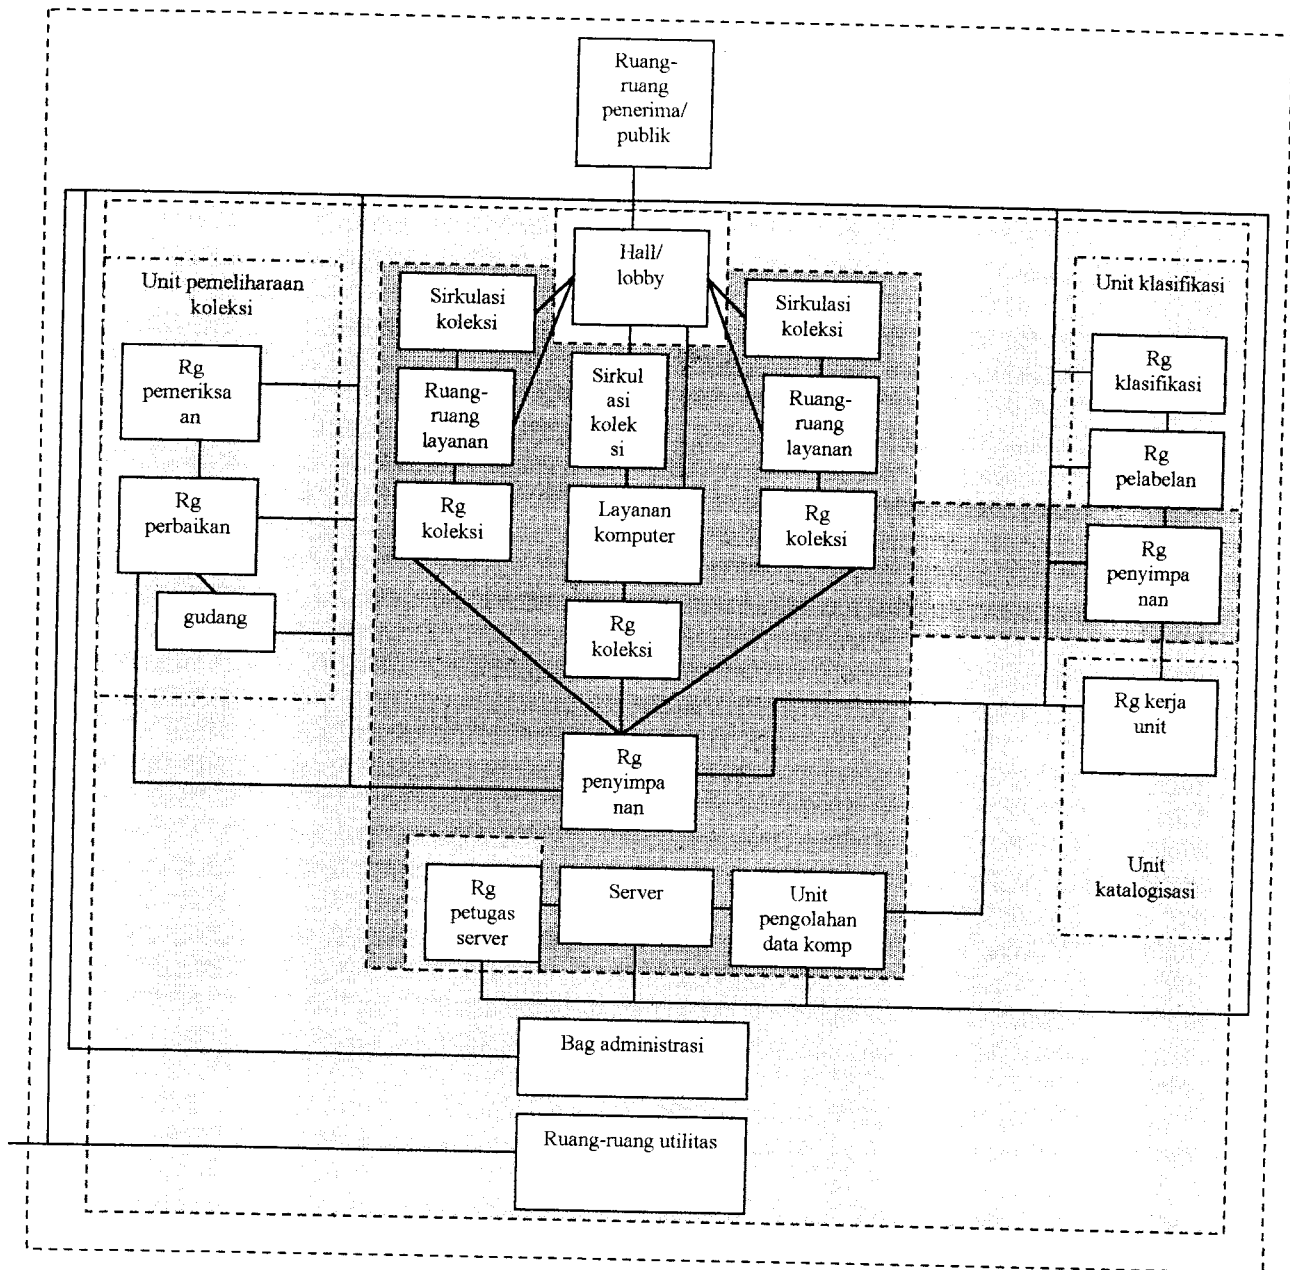 Ruang-
ruang
penerima/
publik
Hall/
lobby
Unit pemeliharaan
koleksi
Rg
pemeriksa
an
Rg
perbaikan
gudang
Sirkulasi
koleksi
Ruang-
ruang
layanan
Rg
koleksi
Sirkul
asi
kolek
si
Layanan
komputer
Rg
koleksi
Sirkulasi
koleksi
Ruang-
ruang
layanan
Rg
koleksi
Unit klasifikasi
Rg
klasifikasi
Rg
pelabelan
Rg
penyimpa
nan
Rg kerja
unit
Unit
katalogisasi
Rg
penyimpa
nan
Rg
petugas
server
Server
Unit
pengolahan
data komp
Bag administrasi
Ruang-ruang utilitas